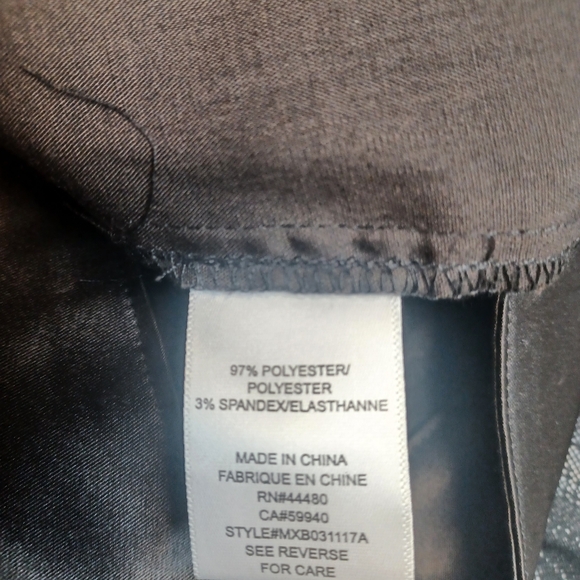 97% POLYESTER/
POLYESTER
3% SPANDEX/ELASTHANNE
MADE IN CHINA
FABRIQUE EN CHINE
RN#44480
CA#59940
STYLE#MXB031117A
SEE REVERSE
FOR CARE